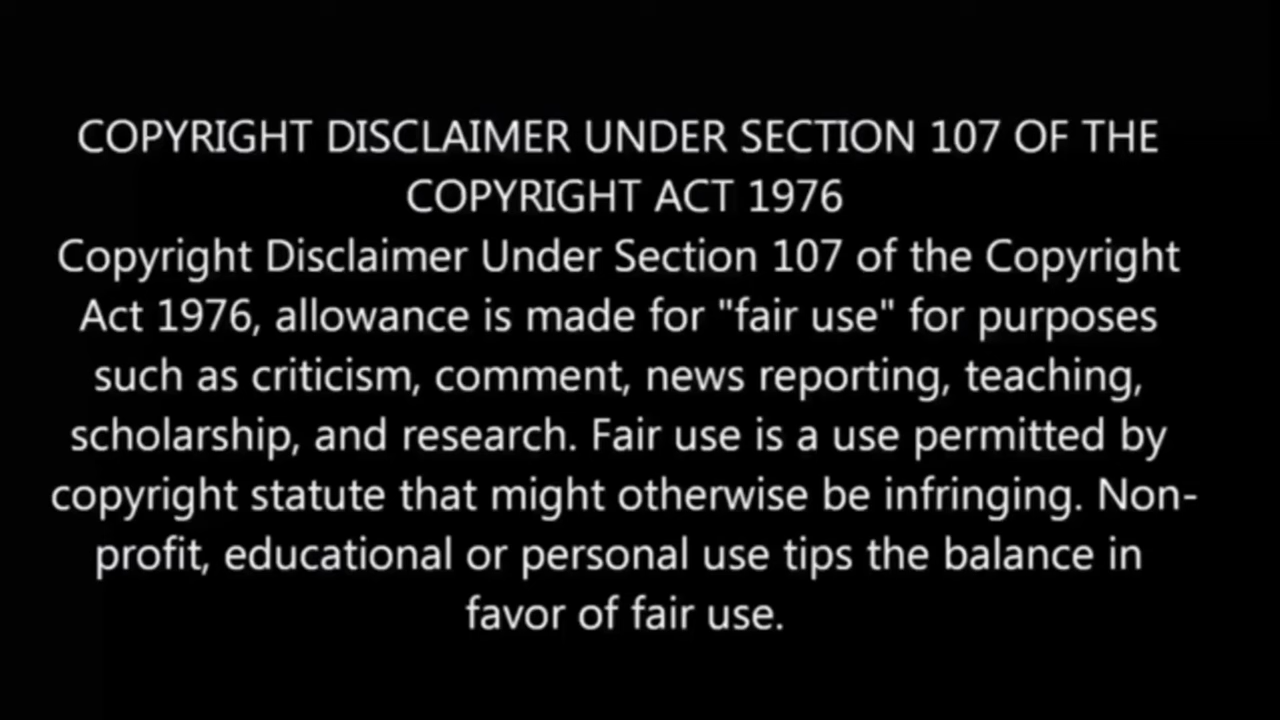 COPYRIGHT DISCLAIMER UNDER SECTION 107 OF THE
COPYRIGHT ACT 1976
Copyright Disclaimer Under Section 107 of the Copyright
Act 1976, allowance is made for "fair use" for purposes
such as criticism, comment, news reporting, teaching,
scholarship, and research. Fair use is a use permitted by
copyright statute that might otherwise be infringing. Non-
profit, educational or personal use tips the balance in
favor of fair use.